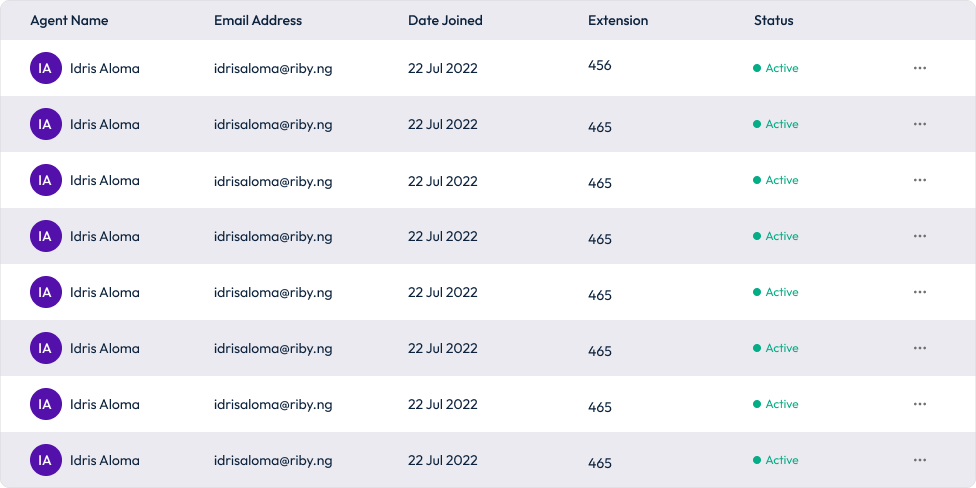 Agent Name Email Address Date Joined Extension Status
IA Idris Aloma idrisaloma@riby.ng 22 Jul 2022 456 Active ...
IA Idris Aloma idrisaloma@riby.ng 22 Jul 2022 465 Active ...
IA Idris Aloma idrisaloma@riby.ng 22 Jul 2022 465 Active ...
IA Idris Aloma idrisaloma@riby.ng 22 Jul 2022 465 Active ...
IA Idris Aloma idrisaloma@riby.ng 22 Jul 2022 465 Active ...
IA Idris Aloma idrisaloma@riby.ng 22 Jul 2022 465 Active ...
IA Idris Aloma idrisaloma@riby.ng 22 Jul 2022 465 Active ...
IA Idris Aloma idrisaloma@riby.ng 22 Jul 2022 465 Active ...